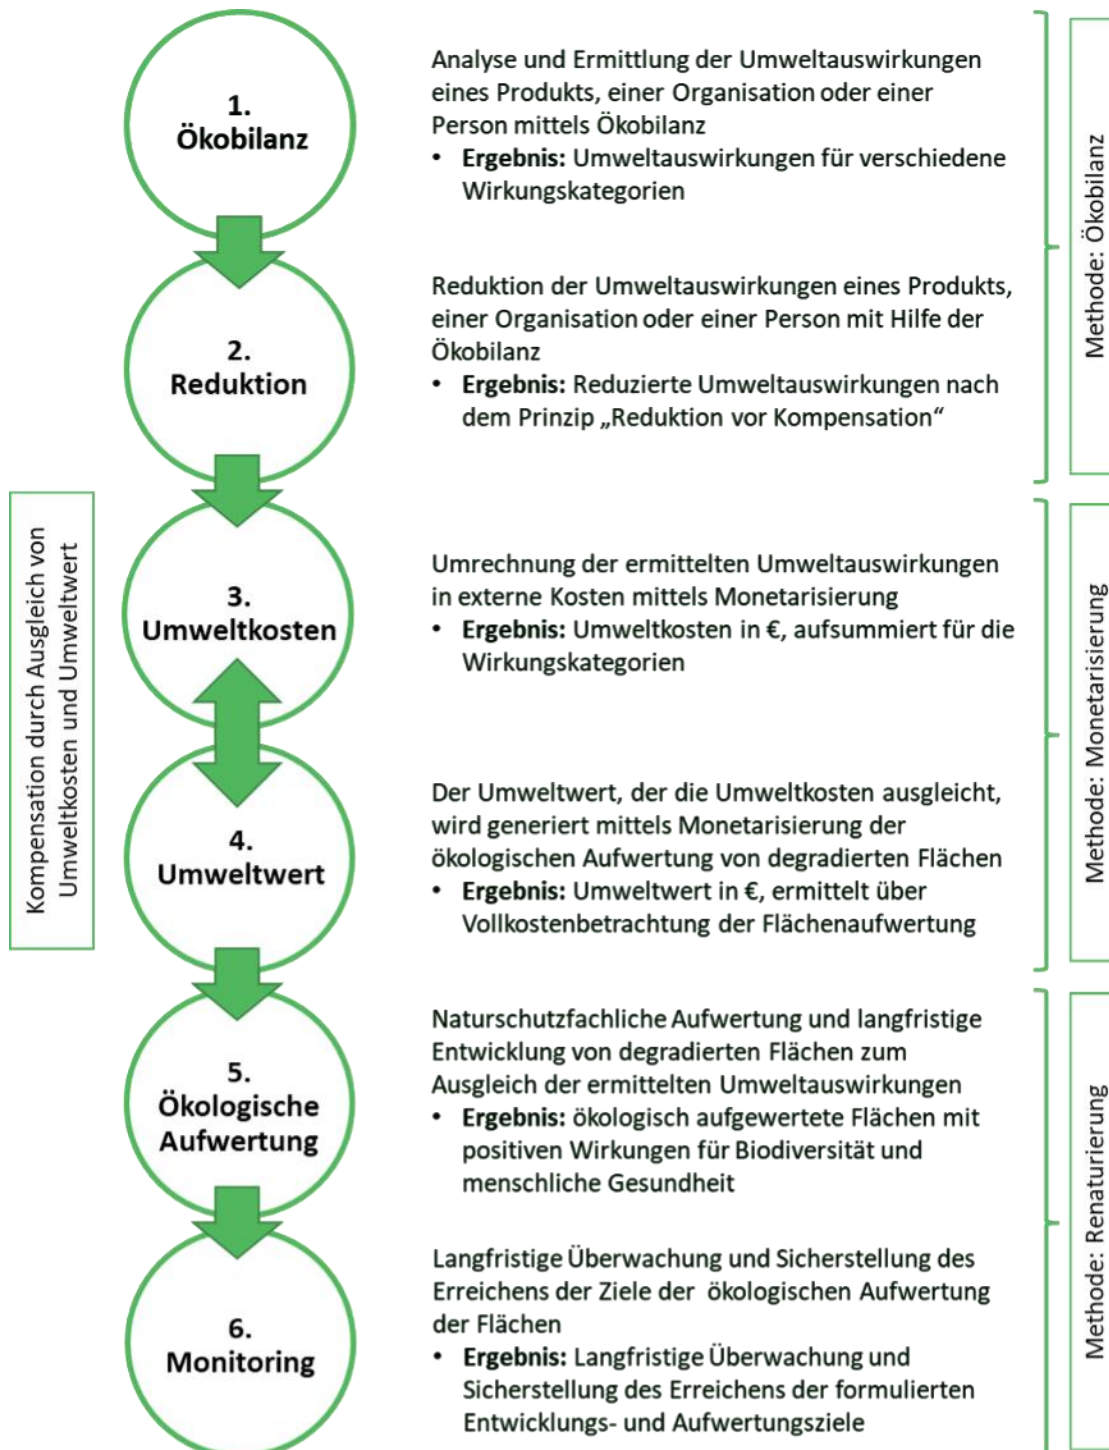 1.
Ökobilanz
Analyse und Ermittlung der Umweltauswirkungen
eines Produkts, einer Organisation oder einer
Person mittels Ökobilanz
• Ergebnis: Umweltauswirkungen für verschiedene
Wirkungskategorien
2.
Reduktion
Reduktion der Umweltauswirkungen eines Produkts,
einer Organisation oder einer Person mit Hilfe der
Ökobilanz
• Ergebnis: Reduzierte Umweltauswirkungen nach
dem Prinzip „Reduktion vor Kompensation“
Methode: Ökobilanz
Kompensation durch Ausgleich von
Umweltkosten und Umweltwert
3.
Umweltkosten
Umrechnung der ermittelten Umweltauswirkungen
in externe Kosten mittels Monetarisierung
• Ergebnis: Umweltkosten in €, aufsummiert für die
Wirkungskategorien
4.
Umweltwert
Der Umweltwert, der die Umweltkosten ausgleicht,
wird generiert mittels Monetarisierung der
ökologischen Aufwertung von degradierten Flächen
• Ergebnis: Umweltwert in €, ermittelt über
Vollkostenbetrachtung der Flächenaufwertung
Methode: Monetarisierung
5.
Ökologische
Aufwertung
Naturschutzfachliche Aufwertung und langfristige
Entwicklung von degradierten Flächen zum
Ausgleich der ermittelten Umweltauswirkungen
• Ergebnis: ökologisch aufgewertete Flächen mit
positiven Wirkungen für Biodiversität und
menschliche Gesundheit
6.
Monitoring
Langfristige Überwachung und Sicherstellung des
Erreichens der Ziele der ökologischen Aufwertung
der Flächen
• Ergebnis: Langfristige Überwachung und
Sicherstellung des Erreichens der formulierten
Entwicklungs- und Aufwertungsziele
Methode: Renaturierung